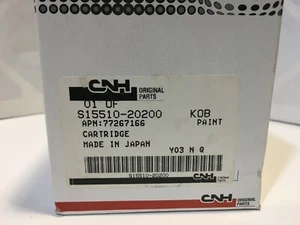 CNH ORIGINAL PARTS
01 OF
S15510-20200 KOB
APN:77267166 PAINT
CARTRIDGE
MADE IN JAPAN
Y03 N Q
S15510-20200
CNH ORIGINAL PARTS